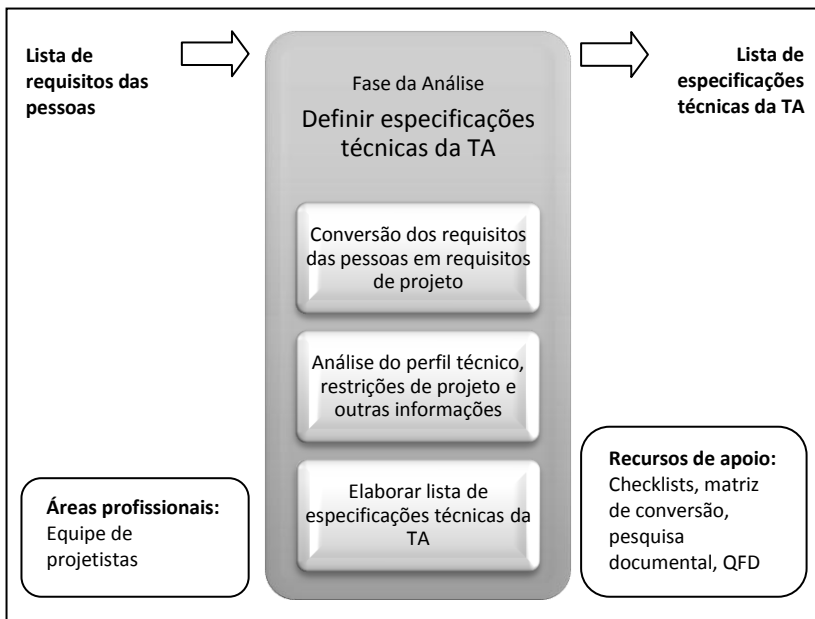 Lista de
requisitos das
pessoas
Lista de
especificações
técnicas da TA
Fase da Análise
Definir especificações
técnicas da TA
Conversão dos requisitos
das pessoas em requisitos
de projeto
Análise do perfil técnico,
restrições de projeto e
outras informações
Elaborar lista de
especificações técnicas da
TA
Áreas profissionais:
Equipe de
projetistas
Recursos de apoio:
Checklists, matriz
de conversão,
pesquisa
documental, QFD